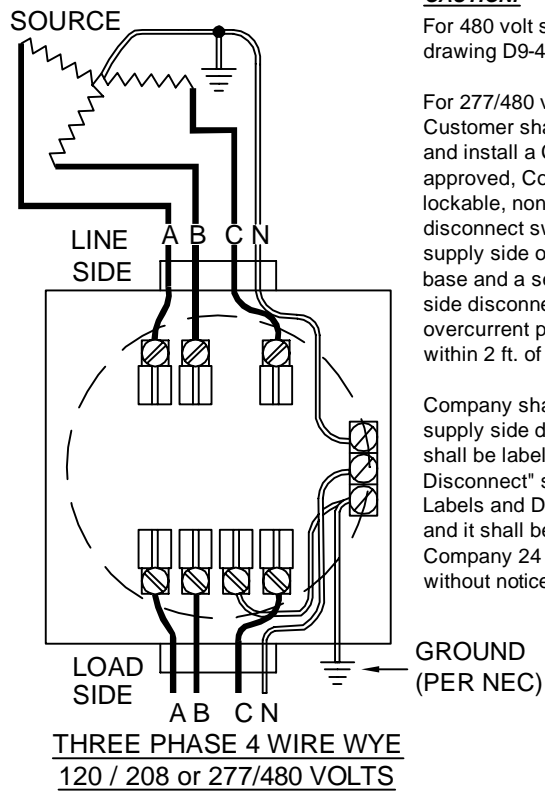 SOURCE
LINE
SIDE
A B C N
LOAD
SIDE
A B C N
GROUND
(PER NEC)
THREE PHASE 4 WIRE WYE
120 / 208 or 277/480 VOLTS
CAUTION:
For 480 volt s
drawing D9-4
For 277/480 v
Customer sha
and install a C
approved, Co
lockable, non
disconnect sw
supply side o
base and a se
side disconne
overcurrent p
within 2 ft. of
Company sha
supply side d
shall be label
Disconnect" s
Labels and D
and it shall be
Company 24
without notice